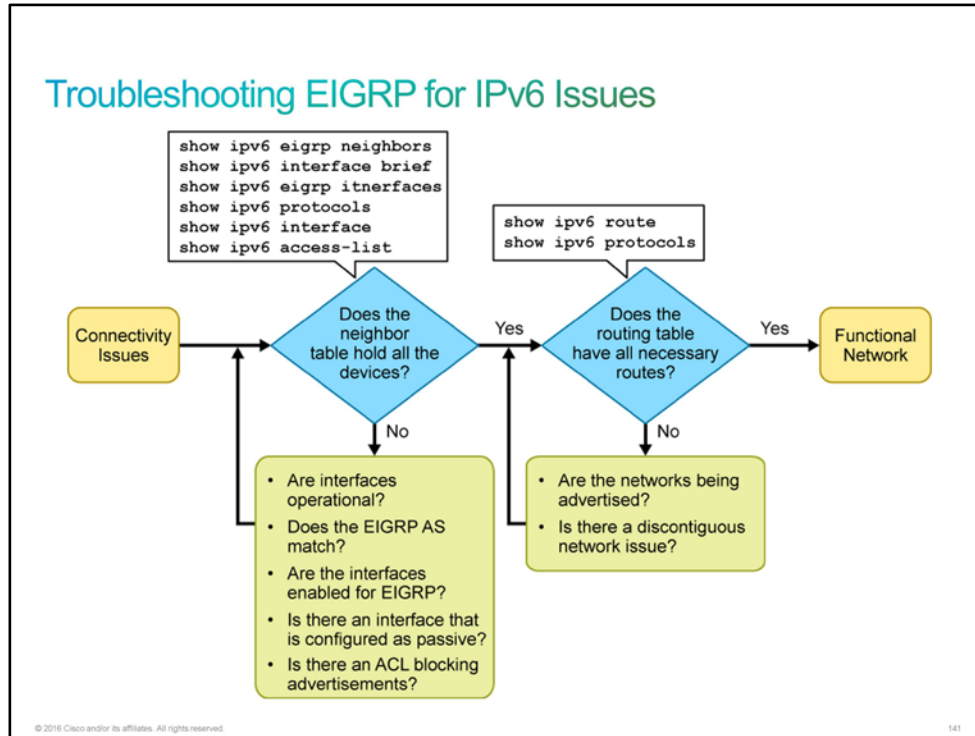 Troubleshooting EIGRP for IPv6 Issues
show ipv6 eigrp neighbors
show ipv6 interface brief
show ipv6 eigrp itnerfaces
show ipv6 protocols
show ipv6 interface
show ipv6 access-list
show ipv6 route
show ipv6 protocols
Connectivity
Issues
Does the
neighbor
table hold all the
devices?
Yes
Does the
routing table
have all necessary
routes?
Yes
Functional
Network
No
No
• Are interfaces
operational?
• Does the EIGRP AS
match?
• Are the interfaces
enabled for EIGRP?
• Is there an interface that
is configured as passive?
• Is there an ACL blocking
advertisements?
• Are the networks being
advertised?
• Is there a discontiguous
network issue?
© 2016 Cisco and/or its affiliates. All rights reserved.
141